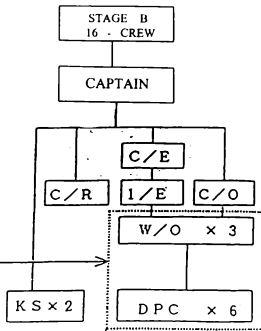 STAGE B
16 - CREW
CAPTAIN
C/E
C/R
1/E
C/O
W/O × 3
KS × 2
DPC × 6